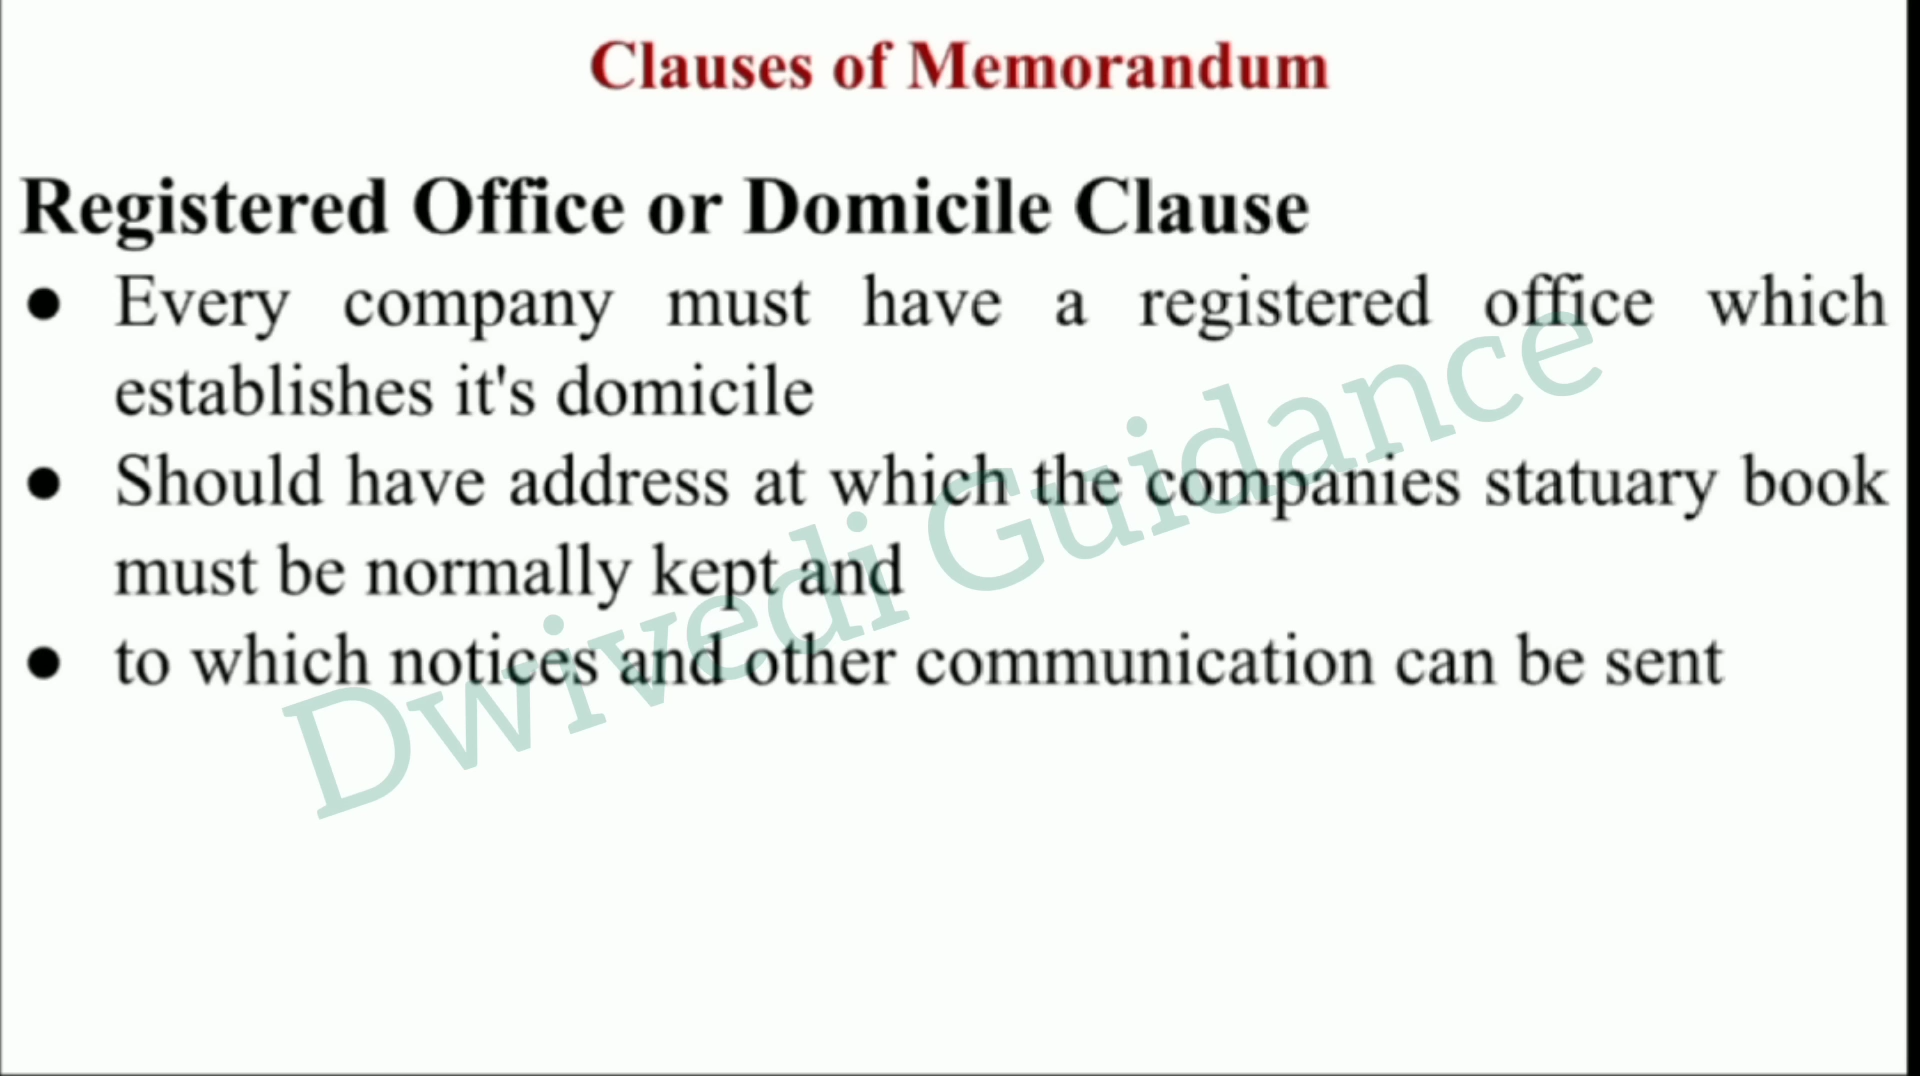 Clauses of Memorandum
Registered Office or Domicile Clause
● Every company must have a registered office which
establishes it's domicile
● Should have address at which the companies statuary book
must be normally kept and
● to which notices and other communication can be sent
Dwivedi Guidance